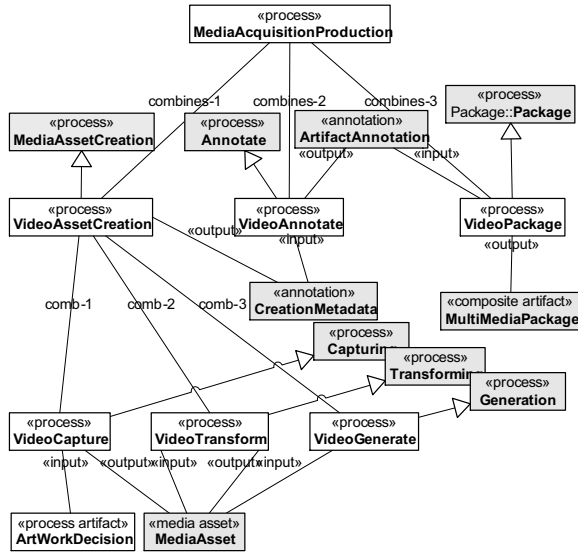 «process»
MediaAcquisitionProduction
combines-1
combines-2
combines-3
«process»
MediaAssetCreation
«process»
Annotate
«annotation»
ArtifactAnnotation
«process»
Package::Package
«output»
«input»
«process»
VideoAssetCreation
«process»
VideoAnnotate
«process»
VideoPackage
«output»
«input»
«output»
comb-1
comb-2
comb-3
«annotation»
CreationMetadata
«composite artifact»
MultiMediaPackage
«process»
Capturing
«process»
Transforming
«process»
Generation
«process»
VideoCapture
«process»
VideoTransform
«process»
VideoGenerate
«input»
«output»
«input»
«output»
«input»
«process artifact»
ArtWorkDecision
«media asset»
MediaAsset